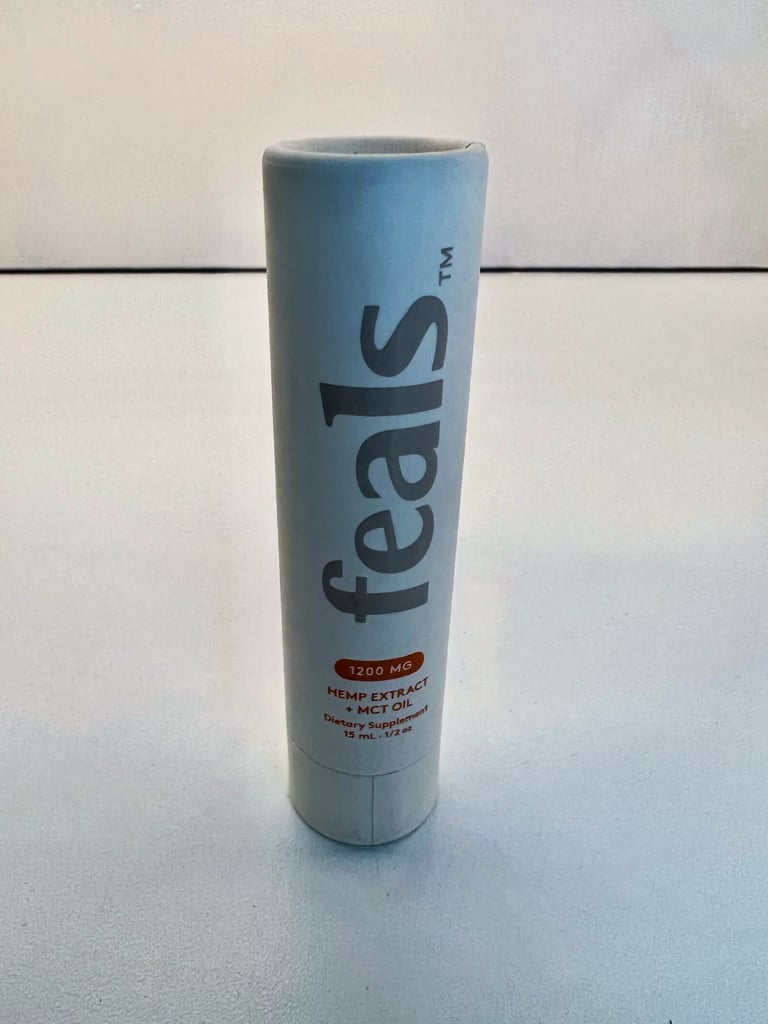 feals™
1200 MG
HEMP EXTRACT
+ MCT OIL
Dietary Supplement
15 mL · 1/2 oz